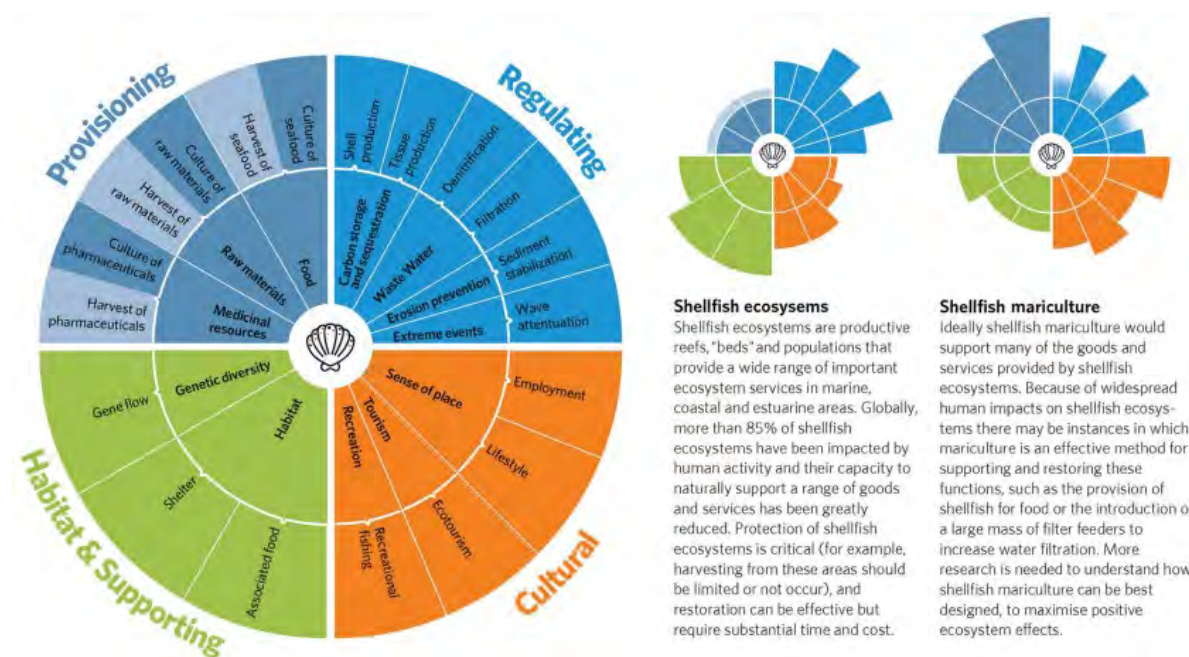 Provisioning
Culture of
seafood
Harvest of
seafood
Culture of
raw materials
Harvest of
raw materials
Culture of
pharmaceuticals
Harvest of
pharmaceuticals
Food
Raw materials
Medicinal
resources
Regulating
Shell
production
Tissue
production
Denitrification
Filtration
Sediment
stabilization
Wave
attentuation
Carbon storage
and sequestration
Waste Water
Erosion prevention
Extreme events
Habitat & Supporting
Genetic diversity
Habitat
Gene flow
Shelter
Associated food
Cultural
Sense of place
Tourism
Recreation
Employment
Lifestyle
Ecotourism
Recreational
fishing
Shellfish ecosysems
Shellfish ecosystems are productive
reefs, "beds" and populations that
provide a wide range of important
ecosystem services in marine,
coastal and estuarine areas. Globally,
more than 85% of shellfish
ecosystems have been impacted by
human activity and their capacity to
naturally support a range of goods
and services has been greatly
reduced. Protection of shellfish
ecosystems is critical (for example,
harvesting from these areas should
be limited or not occur), and
restoration can be effective but
require substantial time and cost.
Shellfish mariculture
Ideally shellfish mariculture would
support many of the goods and
services provided by shellfish
ecosystems. Because of widespread
human impacts on shellfish ecosys-
tems there may be instances in which
mariculture is an effective method for
supporting and restoring these
functions, such as the provision of
shellfish for food or the introduction o
a large mass of filter feeders to
increase water filtration. More
research is needed to understand how
shellfish mariculture can be best
designed, to maximise positive
ecosystem effects.